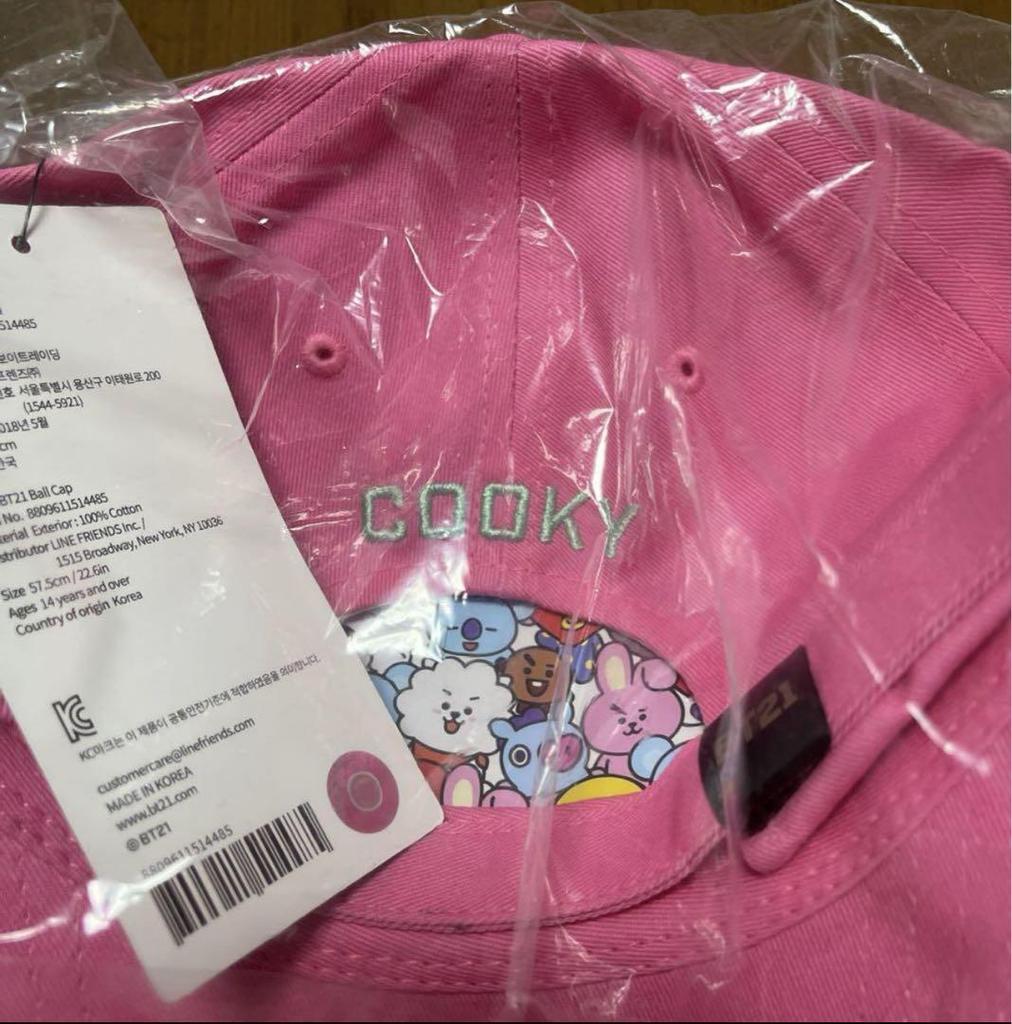 514485
보이트레이딩
프렌즈㈜
서울특별시 용산구 이태원로 200
(1544-5921)
018년 5월
cm
한국
BT21 Ball Cap
No. 8809611514485
erial Exterior : 100% Cotton
stributor LINE FRIENDS Inc. /
1515 Broadway, New York, NY 10036
Size 57.5cm / 22.6in
Ages 14 years and over
Country of origin Korea
KC마크는 이 제품이 공통안전기준에 적합하였음을 의미합니다.
customercare@linefriends.com
MADE IN KOREA
www.bt21.com
©BT21
8809611514485
COOKY
BT21